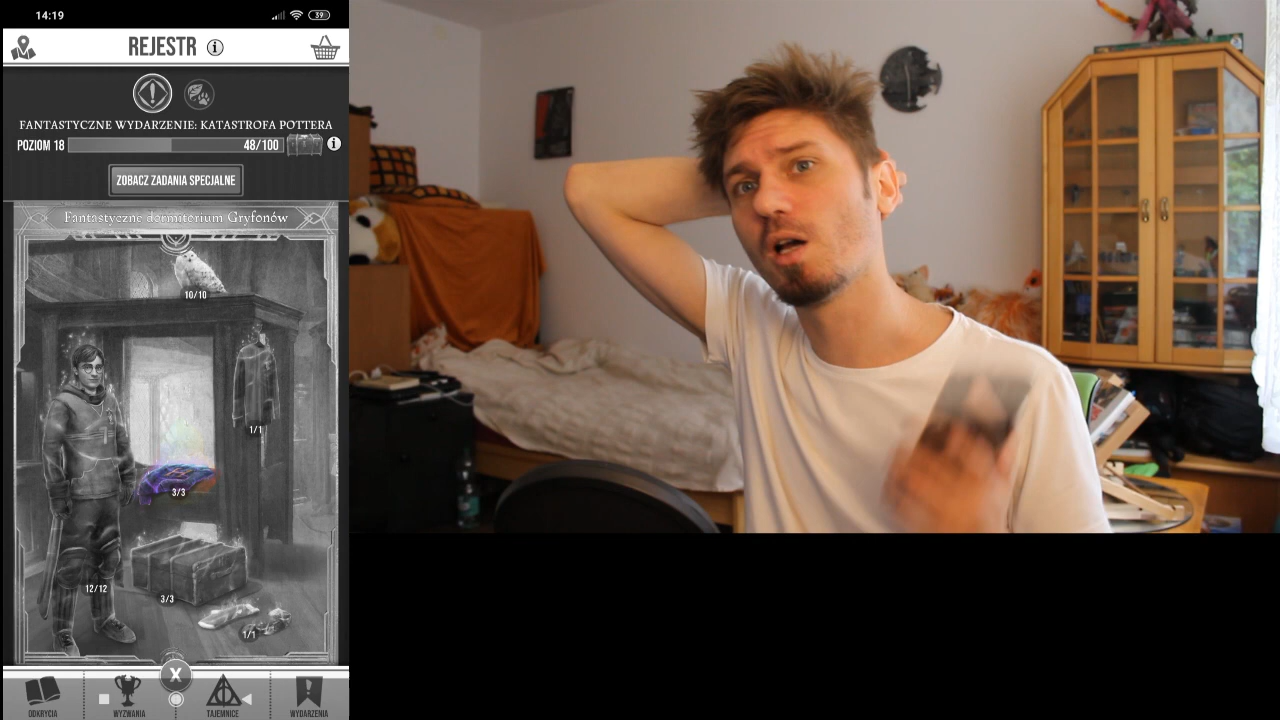 14:19
39
REJESTR i
FANTASTYCZNE WYDARZENIE: KATASTROFA POTTERA
POZIOM 18 48/100 i
ZOBACZ ZADANIA SPECJALNE
Fantastyczne dormitorium Gryfonów
10/10
1/1
3/3
12/12
3/3
1/1
X
ODKRYCIA WYZWANIA TAJEMNICE WYDARZENIA